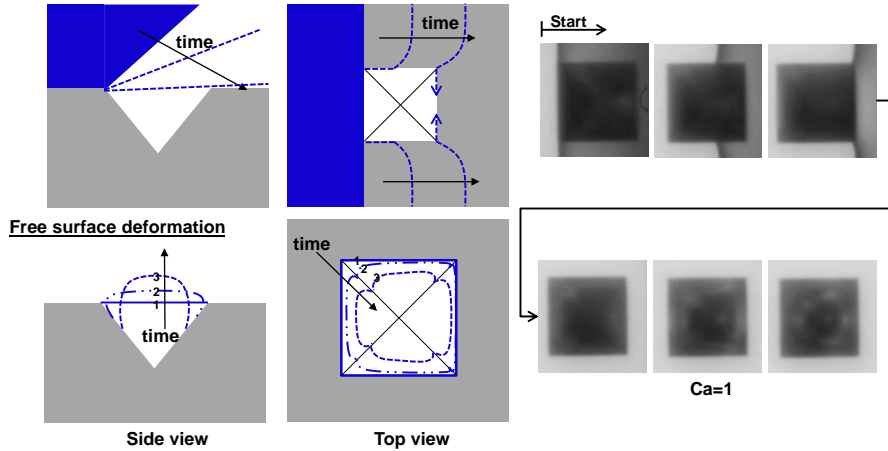 time
time
Start
Free surface deformation
3
2
1
time
time
1
2
3
Ca=1
Side view
Top view